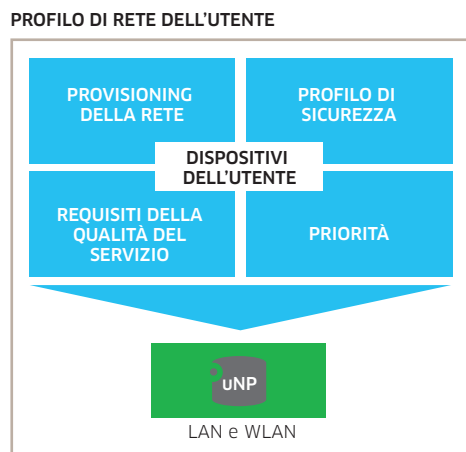 PROFILO DI RETE DELL'UTENTE
PROVISIONING
DELLA RETE
PROFILO DI
SICUREZZA
DISPOSITIVI
DELL'UTENTE
REQUISITI DELLA
QUALITÀ DEL
SERVIZIO
PRIORITÀ
uNP
LAN e WLAN